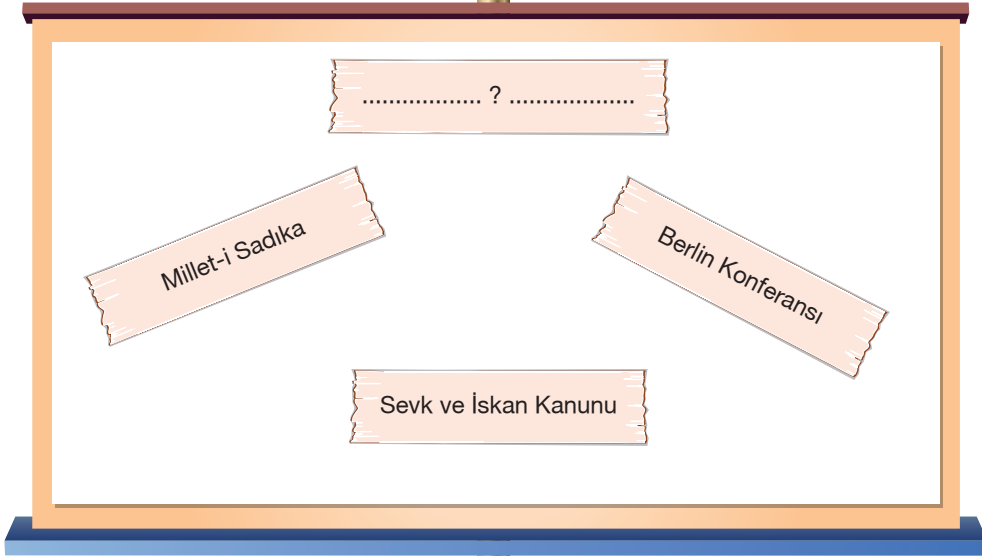 .................. ? ...................
Millet-i Sadıka
Berlin Konferansı
Sevk ve İskan Kanunu